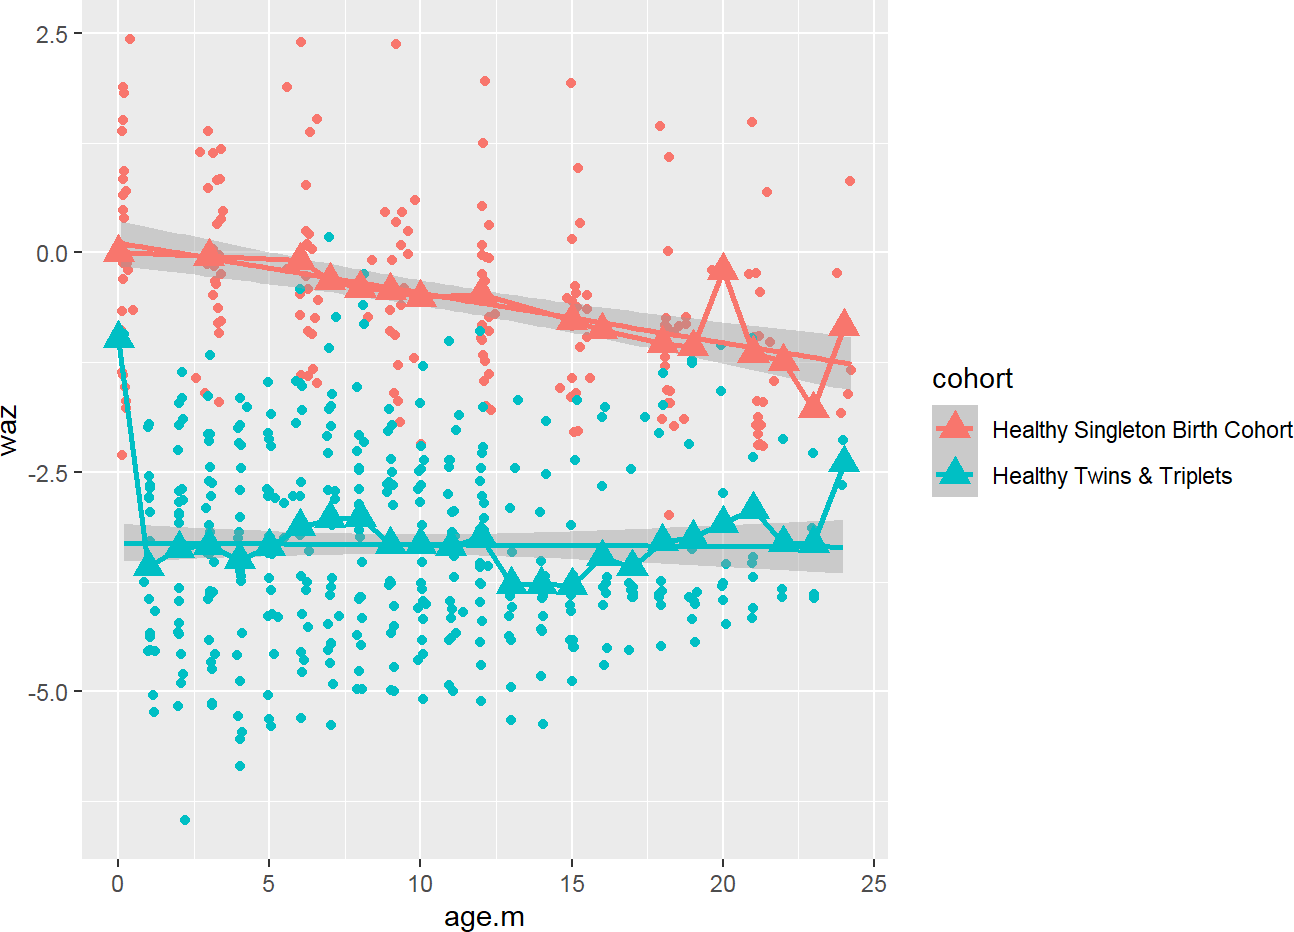 2.5
0.0
-2.5
-5.0
waz
0
5
10
15
20
25
age.m
cohort
Healthy Singleton Birth Cohort
Healthy Twins & Triplets